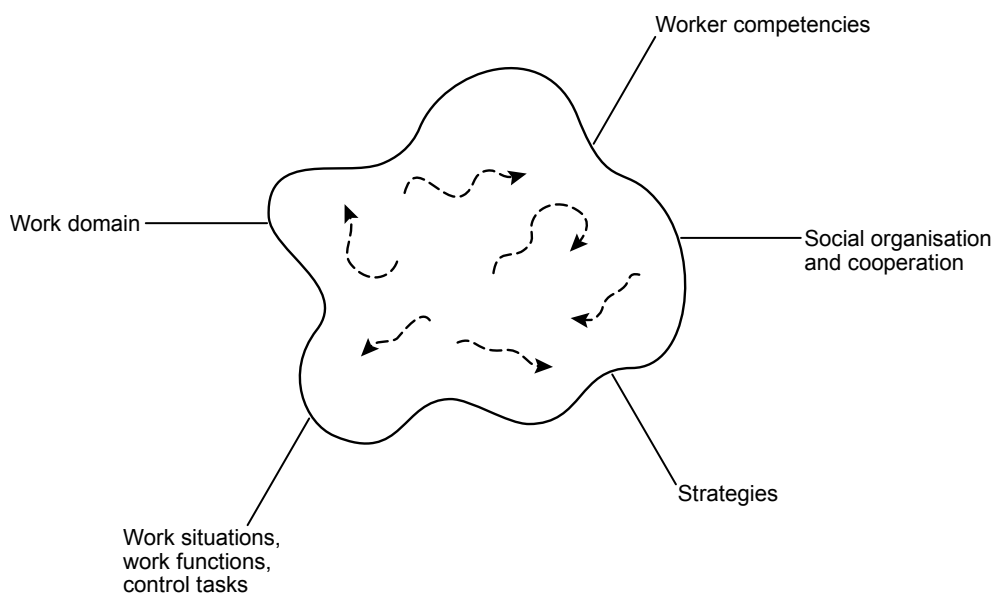 Worker competencies
Work domain
Social organisation
and cooperation
Strategies
Work situations,
work functions,
control tasks